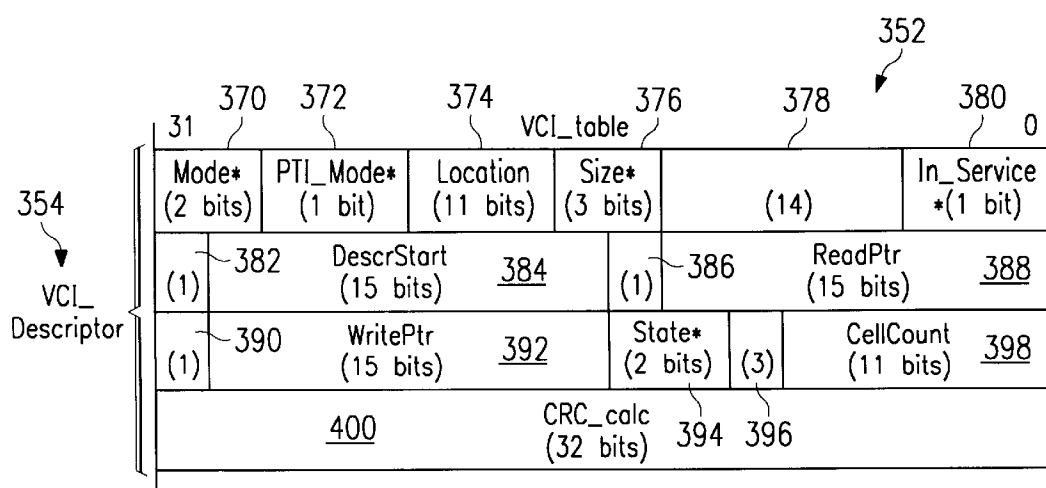 352
370 372 374 376 378 380
31 VCI_table 0
Mode* PTI_Mode* Location Size* In_Service
(2 bits) (1 bit) (11 bits) (3 bits) (14) *(1 bit)
354
382 DescrStart 384 386 ReadPtr 388
(1) (15 bits) (1) (15 bits)
VCI_
Descriptor
390 WritePtr 392 State* CellCount 398
(1) (15 bits) (2 bits) (3) (11 bits)
400 CRC_calc 394 396
(32 bits)